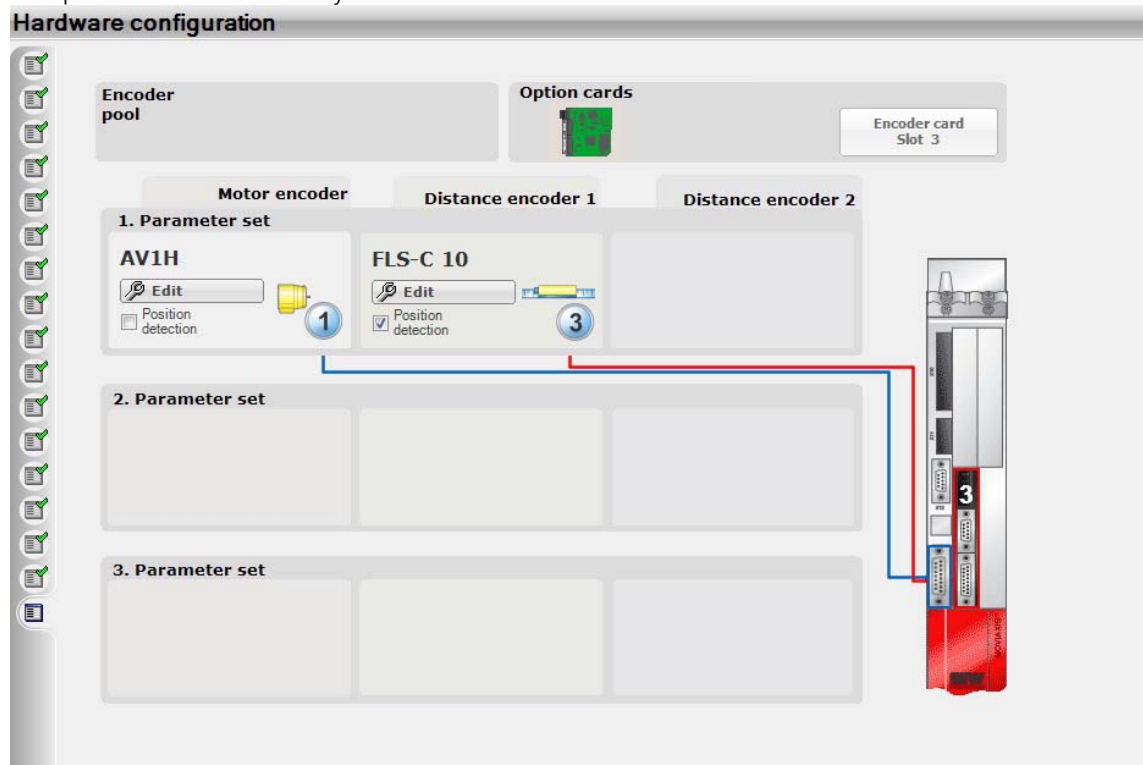 Hardware configuration
Encoder
pool
Option cards
Encoder card
Slot 3
Motor encoder
Distance encoder 1
Distance encoder 2
1. Parameter set
AV1H
Edit
Position
detection
1
FLS-C 10
Edit
Position
detection
3
2. Parameter set
3
3. Parameter set
SEW